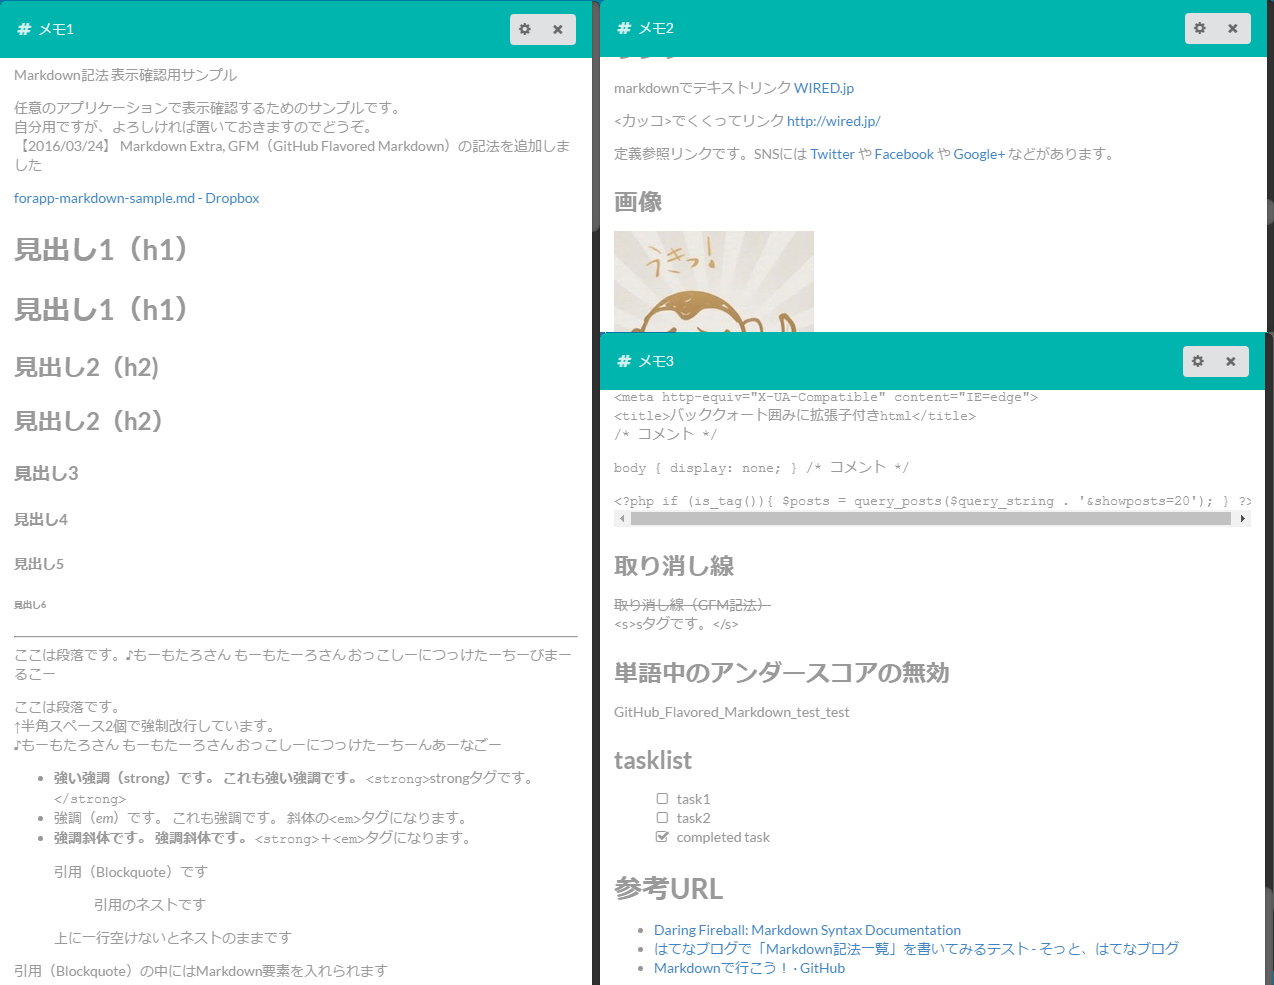 # メモ1
Markdown記法 表示確認用サンプル
任意のアプリケーションで表示確認するためのサンプルです。
自分用ですが、よろしければ置いておきますのでどうぞ。
【2016/03/24】 Markdown Extra, GFM（GitHub Flavored Markdown）の記法を追加しま
した
forapp-markdown-sample.md - Dropbox
見出し1（h1）
見出し1（h1）
見出し2（h2)
見出し2（h2）
見出し3
見出し4
見出し5
見出し6
ここは段落です。♪もーもたろさん もーもたーろさん おっこしーにつっけたーちーびまー
るこー
ここは段落です。
↑半角スペース2個で強制改行しています。
♪もーもたろさん もーもたーろさん おっこしーにつっけたーちーんあーなごー
• 強い強調（strong）です。 これも強い強調です。 <strong>strongタグです。
</strong>
• 強調（em）です。 これも強調です。 斜体の<em>タグになります。
• 強調斜体です。 強調斜体です。 <strong>＋<em>タグになります。
引用（Blockquote）です
引用のネストです
上に一行空けないとネストのままです
引用（Blockquote）の中にはMarkdown要素を入れられます
# メモ2
markdownでテキストリンク WIRED.jp
<カッコ>でくくってリンク http://wired.jp/
定義参照リンクです。SNSには Twitter や Facebook や Google+ などがあります。
画像
うきっ！
# メモ3
<meta http-equiv="X-UA-Compatible" content="IE=edge">
<title>バッククォート囲みに拡張子付きhtml</title>
/* コメント */
body { display: none; } /* コメント */
<?php if (is_tag()){ $posts = query_posts($query_string . '&showposts=20'); } ?>
取り消し線
取り消し線（GFM記法）
<s>sタグです。</s>
単語中のアンダースコアの無効
GitHub_Flavored_Markdown_test_test
tasklist
task1
task2
completed task
参考URL
• Daring Fireball: Markdown Syntax Documentation
• はてなブログで「Markdown記法一覧」を書いてみるテスト - そっと、はてなブログ
• Markdownで行こう！ · GitHub